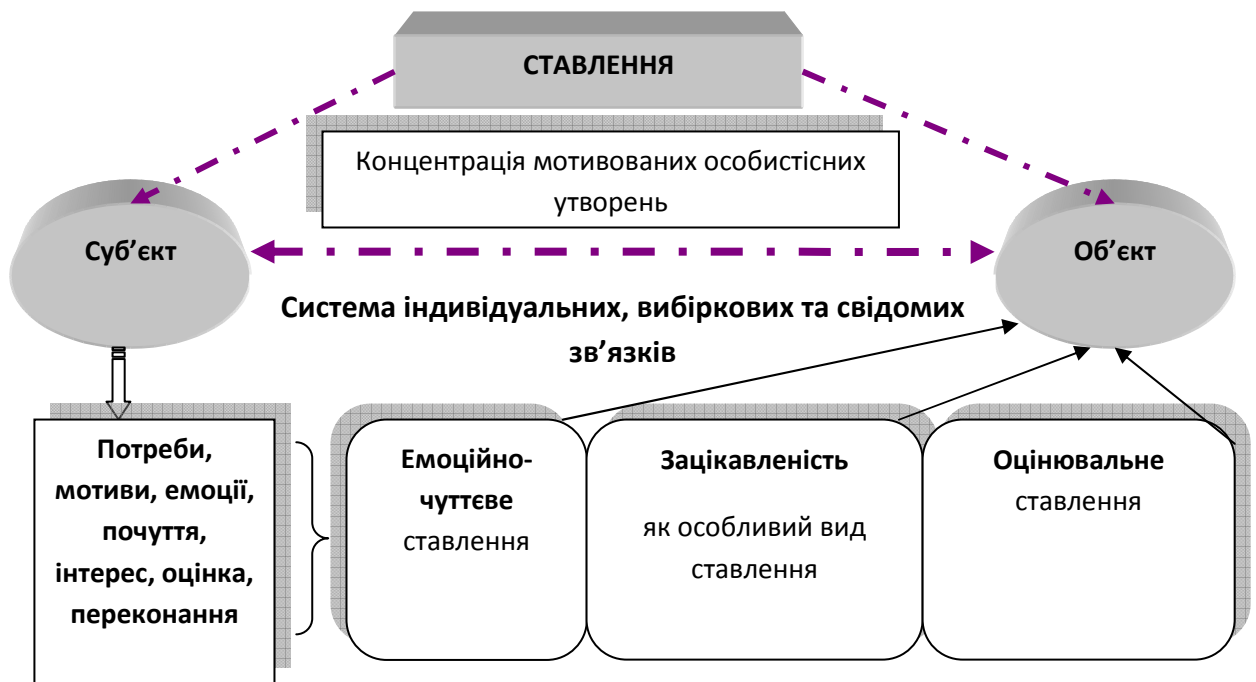 СТАВЛЕННЯ
Концентрація мотивованих особистісних
утворень
Суб’єкт
Об’єкт
Система індивідуальних, вибіркових та свідомих
зв’язків
Потреби,
мотиви, емоції,
почуття,
інтерес, оцінка,
переконання
Емоційно-
чуттєве
ставлення
Зацікавленість
як особливий вид
ставлення
Оцінювальне
ставлення